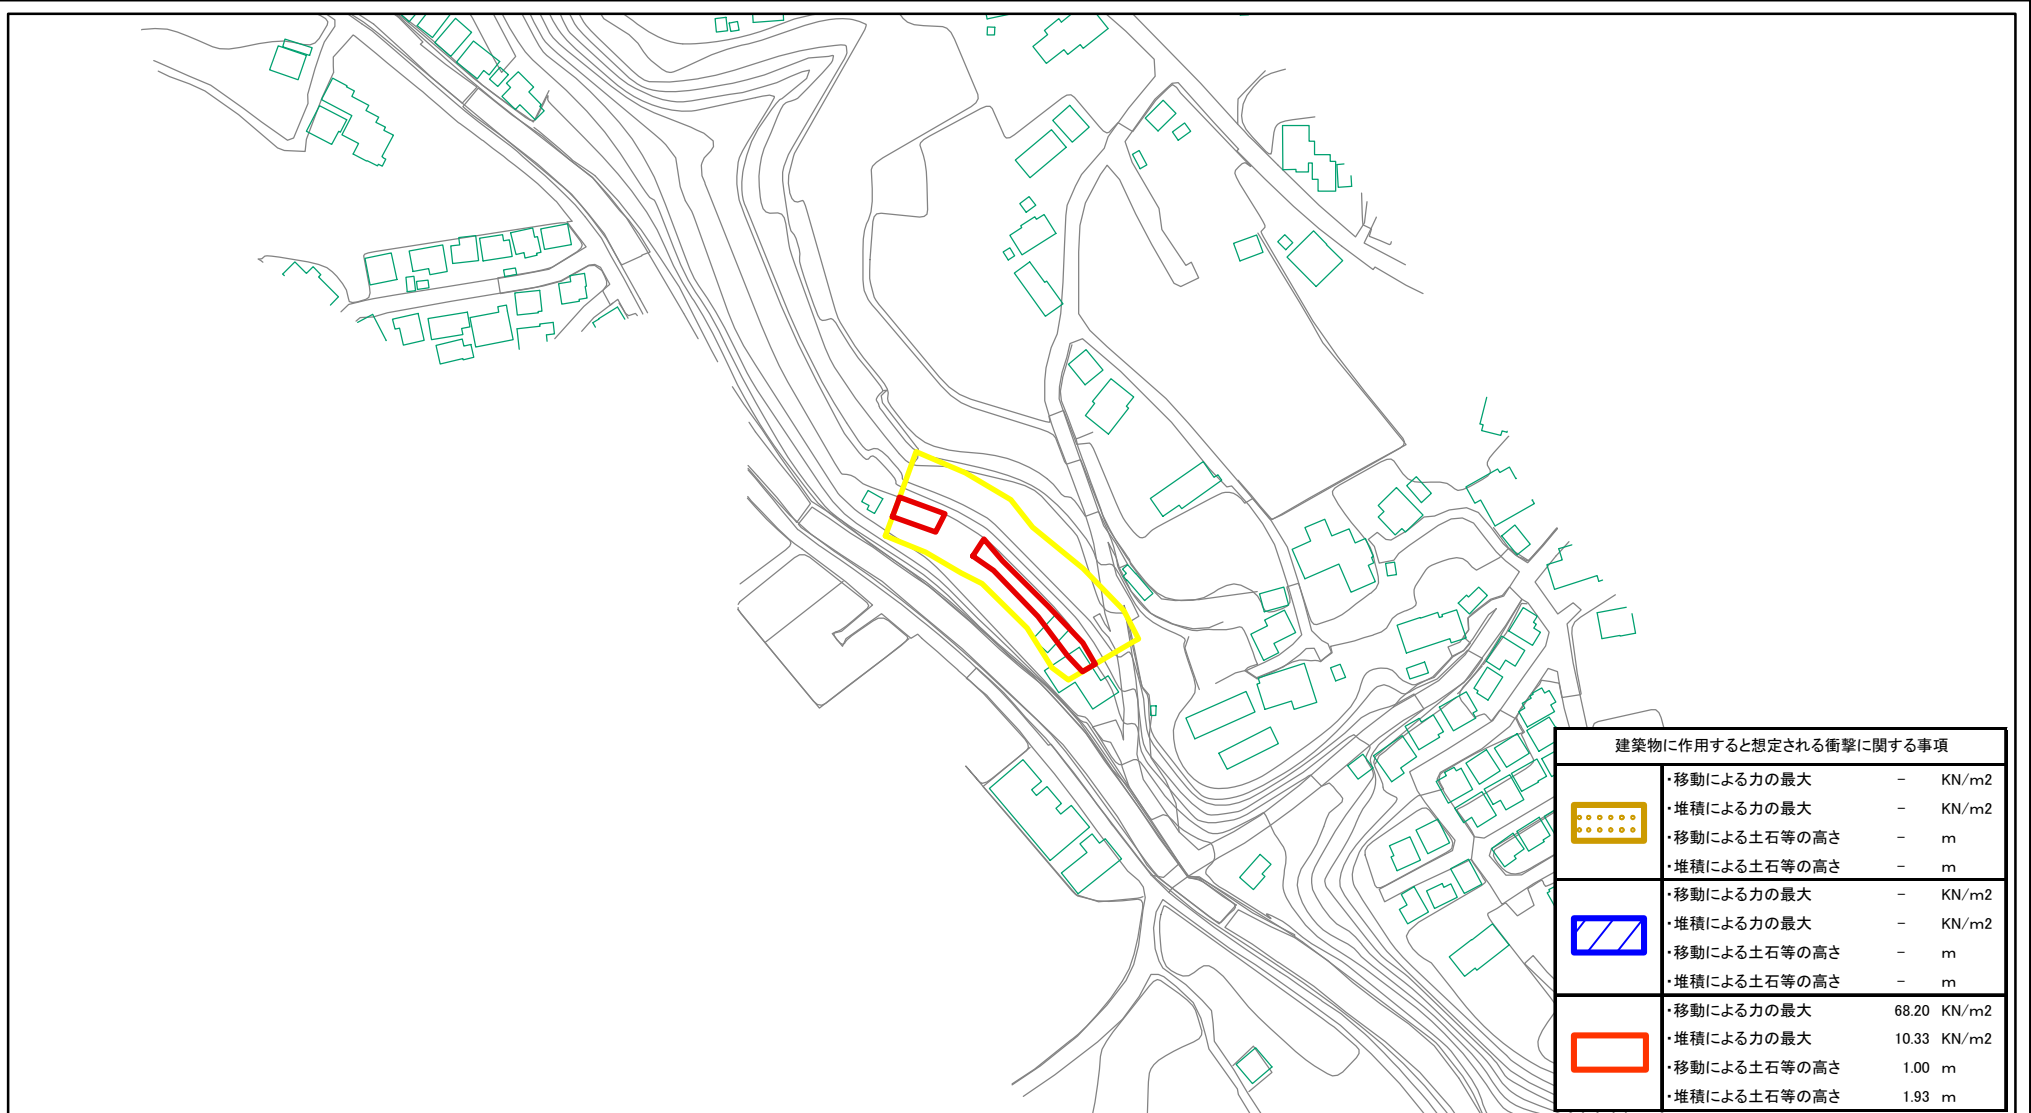 建築物に作用すると想定される衝撃に関する事項
・移動による力の最大 － KN/m2
・堆積による力の最大 － KN/m2
・移動による土石等の高さ － m
・堆積による土石等の高さ － m
・移動による力の最大 － KN/m2
・堆積による力の最大 － KN/m2
・移動による土石等の高さ － m
・堆積による土石等の高さ － m
・移動による力の最大 68.20 KN/m2
・堆積による力の最大 10.33 KN/m2
・移動による土石等の高さ 1.00 m
・堆積による土石等の高さ 1.93 m